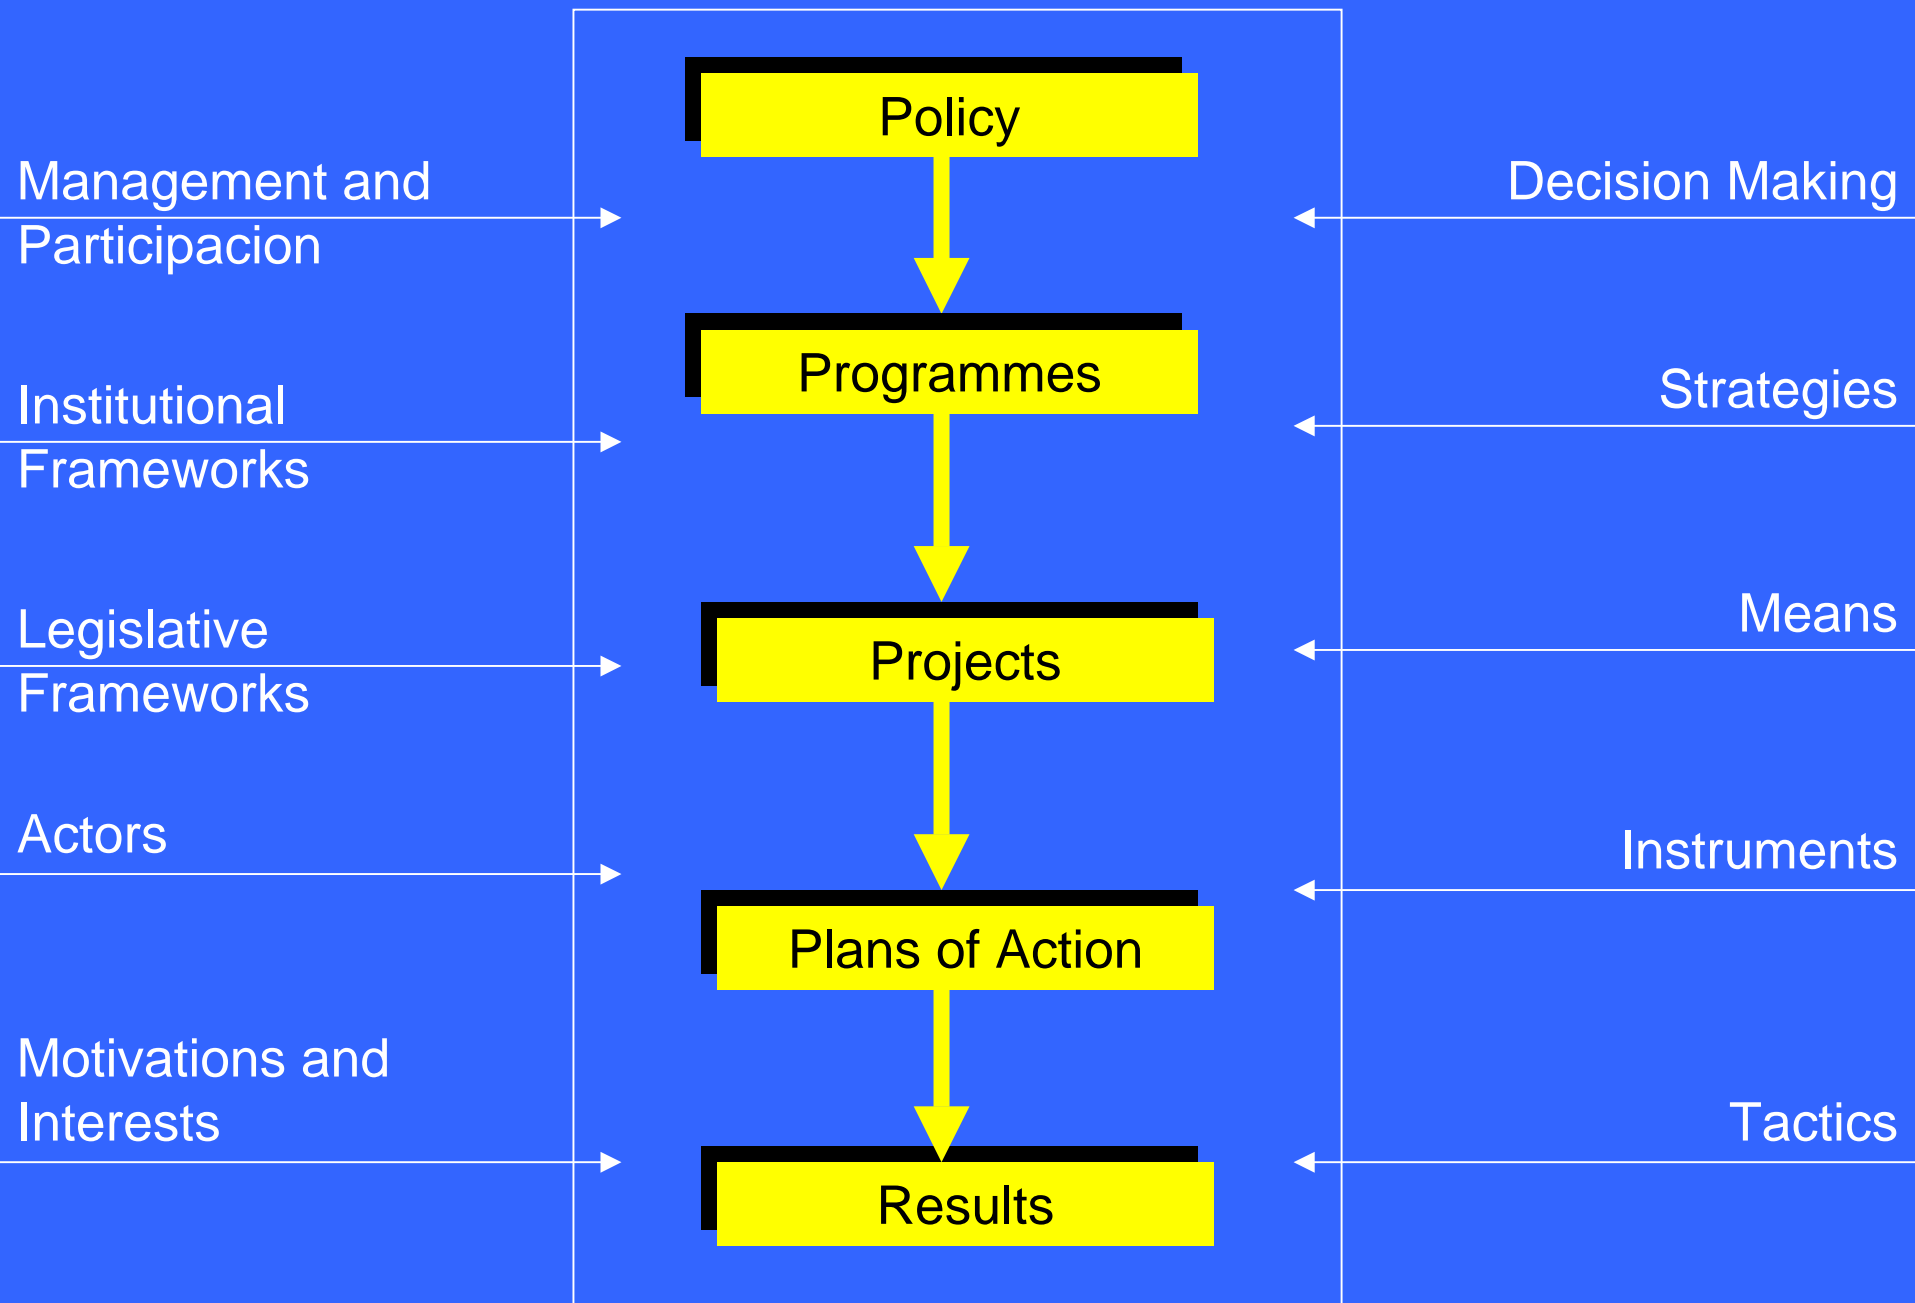 Policy
Management and
Participacion
Decision Making
Programmes
Institutional
Frameworks
Strategies
Legislative
Frameworks
Projects
Means
Actors
Plans of Action
Instruments
Motivations and
Interests
Tactics
Results